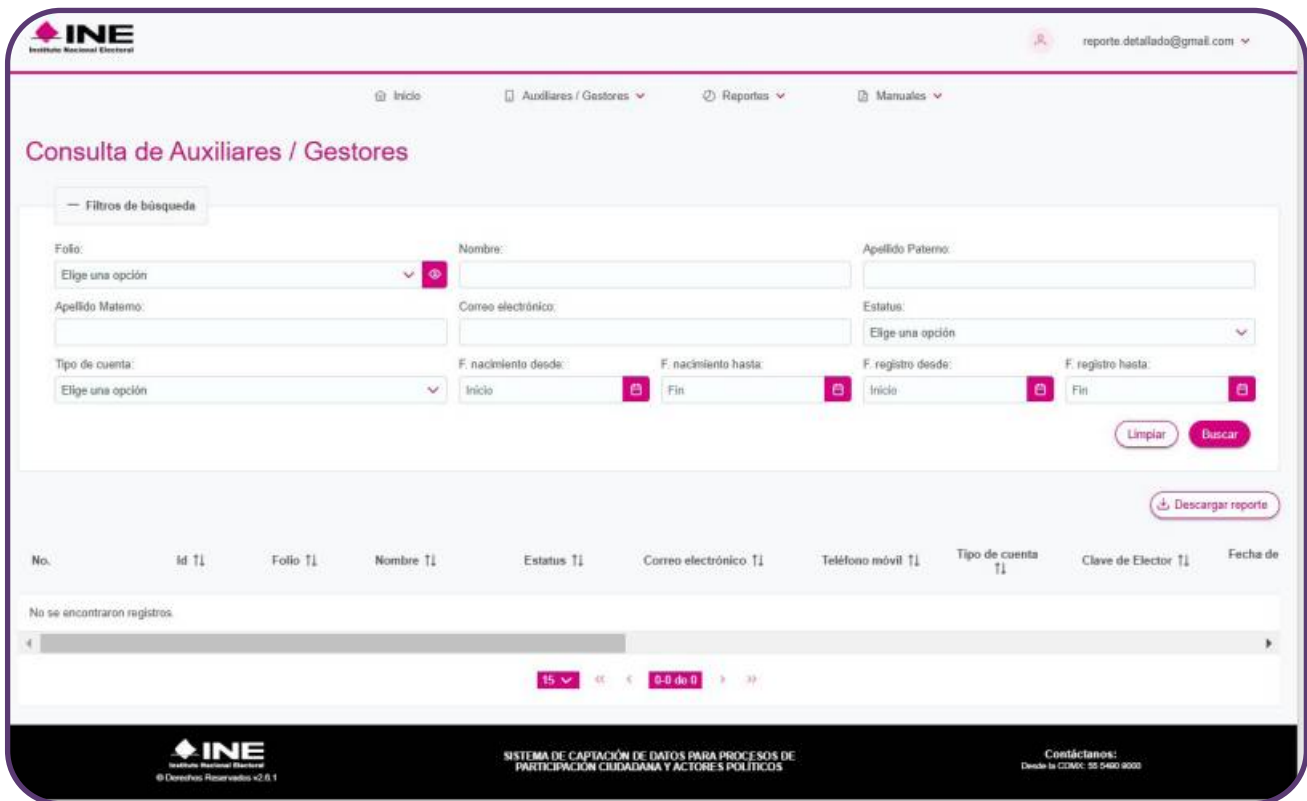 INE
Instituto Nacional Electoral
reporte.detallado@gmail.com
Inicio Auxiliares / Gestores Reportes Manuales
Consulta de Auxiliares / Gestores
— Filtros de búsqueda
Folio: Nombre: Apellido Paterno:
Elige una opción
Apellido Materno: Correo electrónico: Estatus:
Elige una opción
Tipo de cuenta: F. nacimiento desde: F. nacimiento hasta: F. registro desde: F. registro hasta:
Elige una opción Inicio Fin Inicio Fin
Limpiar Buscar
Descargar reporte
No. Id Folio Nombre Estatus Correo electrónico Teléfono móvil Tipo de cuenta Clave de Elector Fecha de
No se encontraron registros.
15 « ‹ 0-0 de 0 › »
INE
Instituto Nacional Electoral
© Derechos Reservados v2.6.1
SISTEMA DE CAPTACIÓN DE DATOS PARA PROCESOS DE
PARTICIPACIÓN CIUDADANA Y ACTORES POLÍTICOS
Contáctanos:
Desde la CDMX: 55 5490 9000